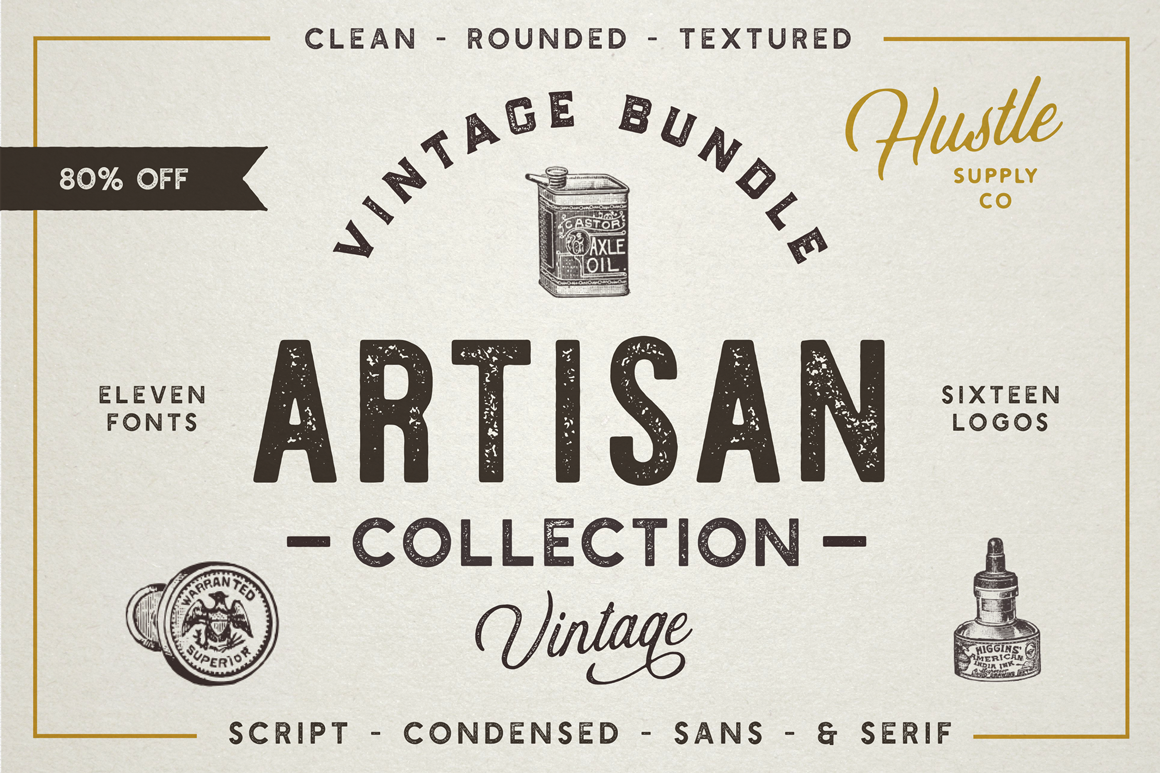 CLEAN - ROUNDED - TEXTURED
VINTAGE BUNDLE
Hustle
SUPPLY
CO
80% OFF
CASTOR
AXLE
OIL.
ELEVEN
FONTS
ARTISAN
SIXTEEN
LOGOS
— COLLECTION —
WARRANTED
SUPERIOR
Vintage
HIGGINS'
AMERICAN
INDIA INK
SCRIPT - CONDENSED - SANS - & SERIF